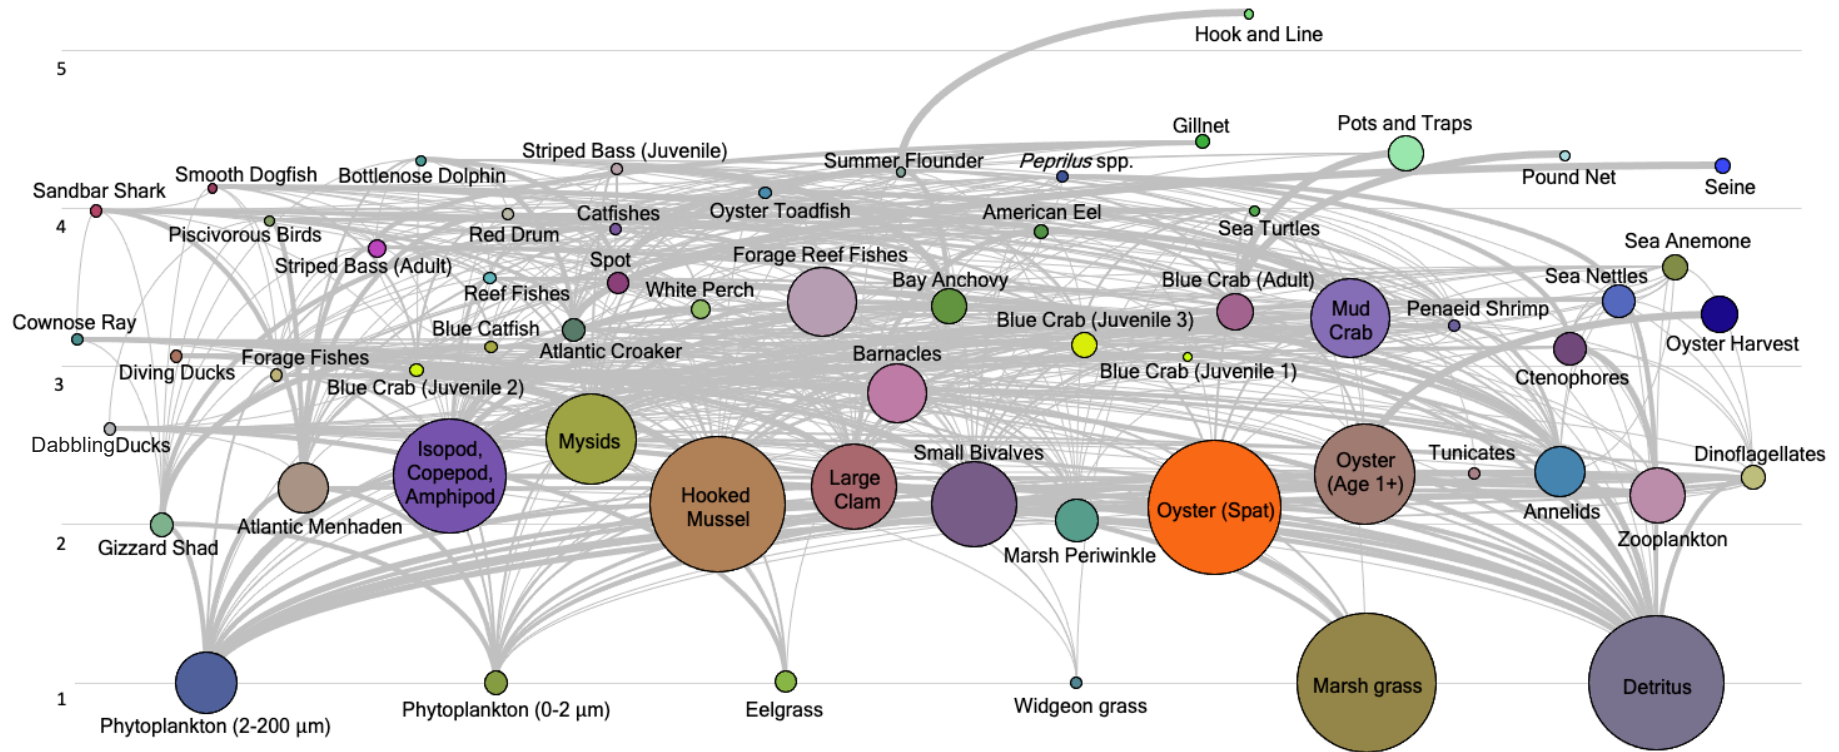 Hook and Line
5
Gillnet
Pots and Traps
Striped Bass (Juvenile)
Summer Flounder
Peprilus spp.
Smooth Dogfish
Bottlenose Dolphin
Pound Net
Seine
Sandbar Shark
4
Piscivorous Birds
Red Drum
Catfishes
Oyster Toadfish
American Eel
Sea Turtles
Sea Anemone
Striped Bass (Adult)
Spot
Forage Reef Fishes
Bay Anchovy
Blue Crab (Adult)
Sea Nettles
Reef Fishes
White Perch
Mud
Crab
Penaeid Shrimp
Cownose Ray
Blue Catfish
Atlantic Croaker
Blue Crab (Juvenile 3)
Oyster Harvest
Diving Ducks
Forage Fishes
Barnacles
Blue Crab (Juvenile 1)
Ctenophores
3
Blue Crab (Juvenile 2)
DabblingDucks
Isopod,
Copepod,
Amphipod
Mysids
Small Bivalves
Tunicates
Dinoflagellates
Hooked
Mussel
Large
Clam
Oyster (Spat)
Oyster
(Age 1+)
Annelids
Atlantic Menhaden
Gizzard Shad
2
Marsh Periwinkle
Zooplankton
1
Phytoplankton (2-200 µm)
Phytoplankton (0-2 µm)
Eelgrass
Widgeon grass
Marsh grass
Detritus